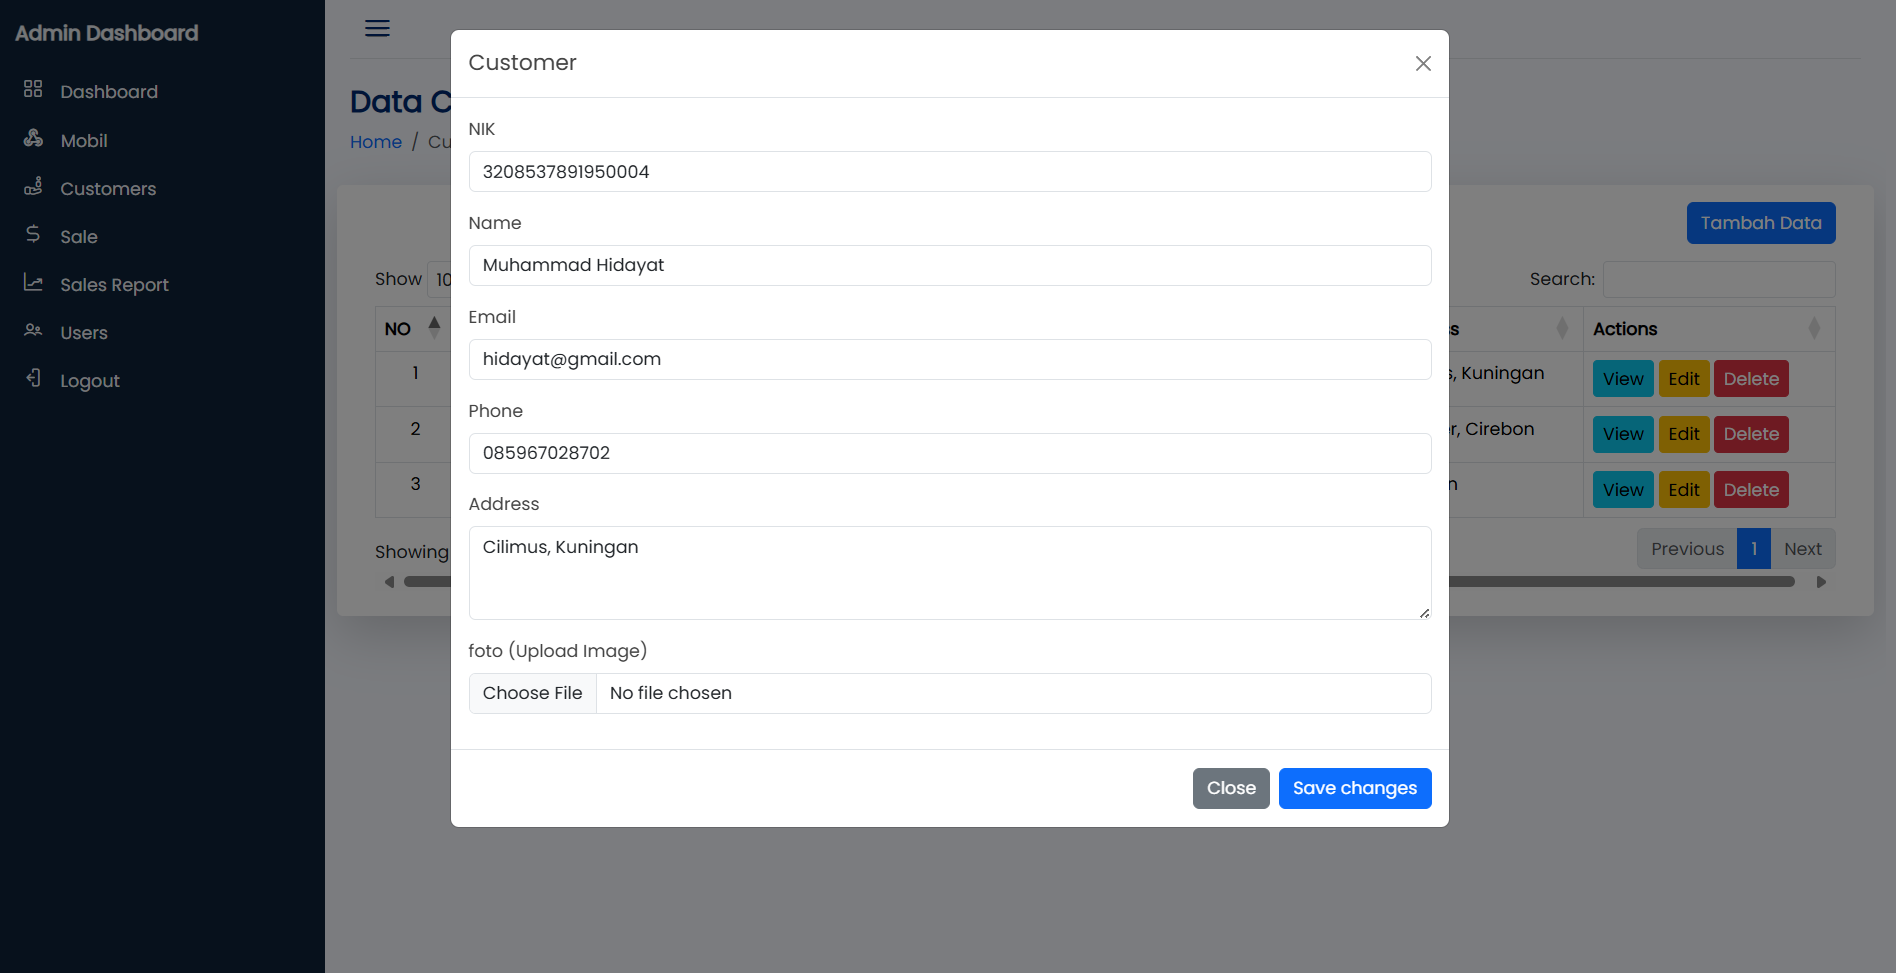 Admin Dashboard
Dashboard
Mobil
Customers
Sale
Sales Report
Users
Logout
Data C
Home / Cu
Tambah Data
Show 10
Search:
NO
s
Actions
1
s, Kuningan
View Edit Delete
2
r, Cirebon
View Edit Delete
3
n
View Edit Delete
Showing
Previous 1 Next
Customer
NIK
3208537891950004
Name
Muhammad Hidayat
Email
hidayat@gmail.com
Phone
085967028702
Address
Cilimus, Kuningan
foto (Upload Image)
Choose File No file chosen
Close Save changes